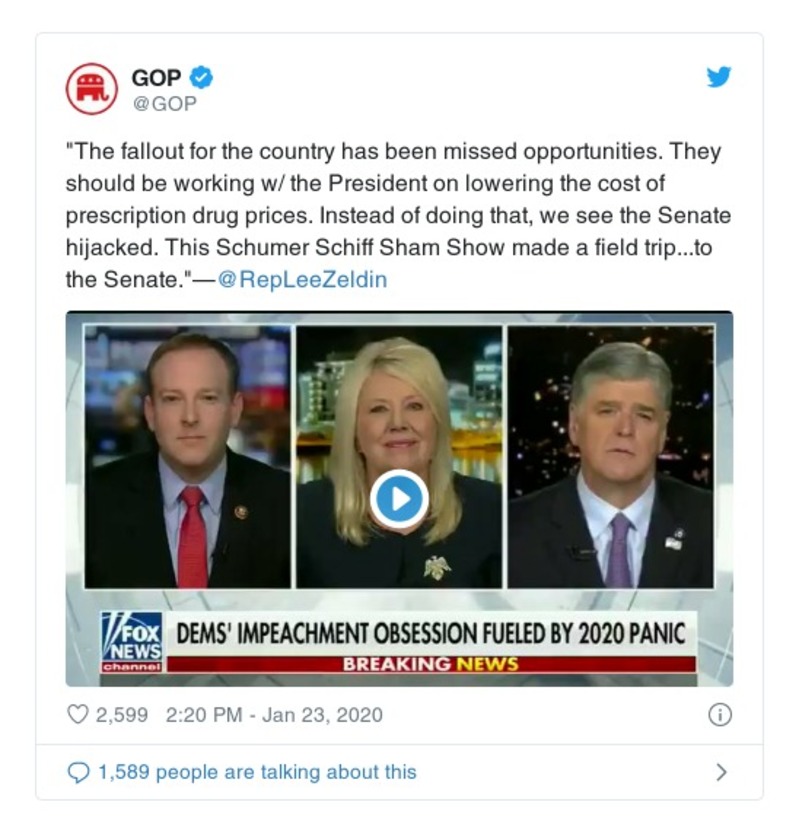 GOP
@GOP
"The fallout for the country has been missed opportunities. They
should be working w/ the President on lowering the cost of
prescription drug prices. Instead of doing that, we see the Senate
hijacked. This Schumer Schiff Sham Show made a field trip...to
the Senate."—@RepLeeZeldin
FOX
NEWS
channel
DEMS' IMPEACHMENT OBSESSION FUELED BY 2020 PANIC
BREAKING NEWS
2,599 2:20 PM - Jan 23, 2020
1,589 people are talking about this